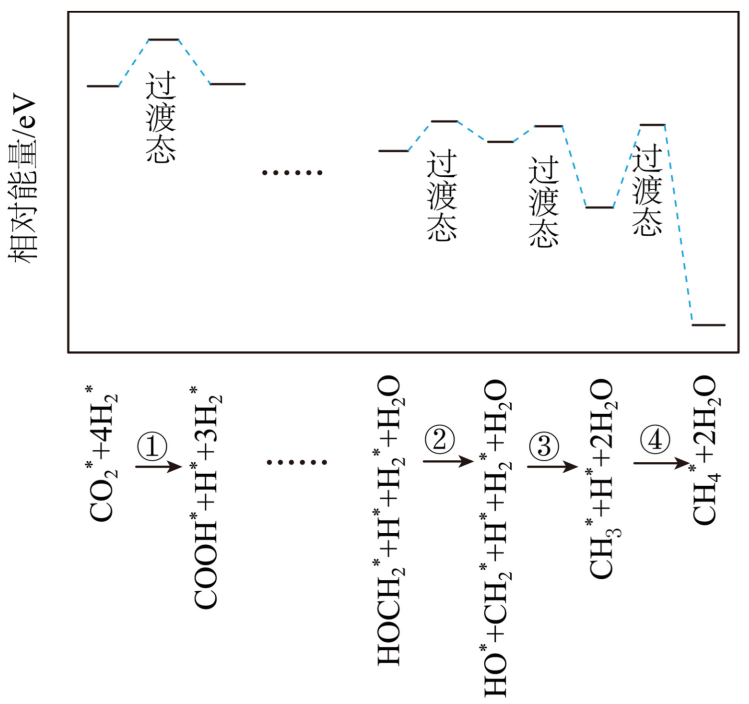 相对能量/eV
过渡态
……
过渡态
过渡态
过渡态
CO₂*+4H₂*
①
COOH*+H*+3H₂*
……
HOCH₂*+H*+H₂*+H₂O
②
HO*+CH₂*+H*+H₂*+H₂O
③
CH₃*+H*+2H₂O
④
CH₄*+2H₂O